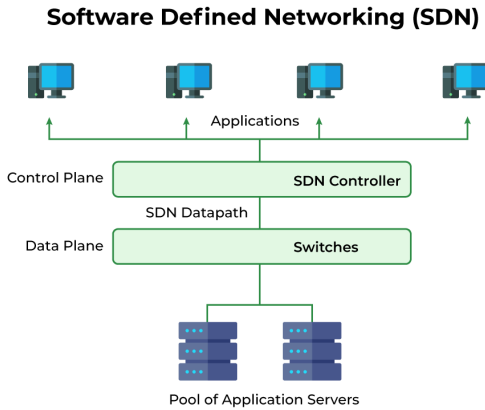 Software Defined Networking (SDN)
Applications
Control Plane
SDN Controller
SDN Datapath
Data Plane
Switches
Pool of Application Servers